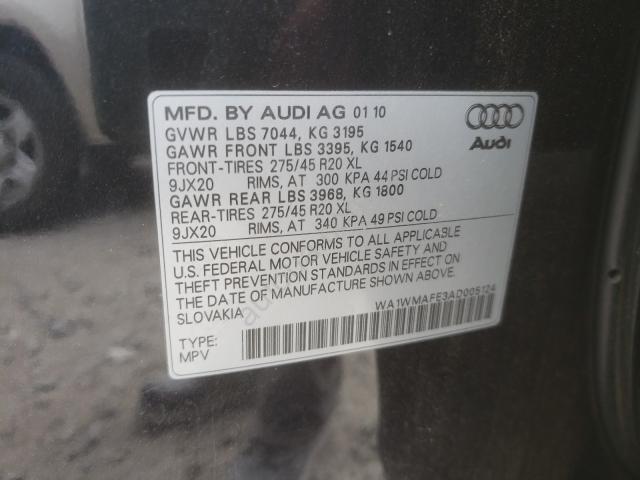 MFD. BY AUDI AG 01 10
GVWR LBS 7044, KG 3195
GAWR FRONT LBS 3395, KG 1540
FRONT-TIRES 275/45 R20 XL
9JX20 RIMS, AT 300 KPA 44 PSI COLD
GAWR REAR LBS 3968, KG 1800
REAR-TIRES 275/45 R20 XL
9JX20 RIMS, AT 340 KPA 49 PSI COLD
THIS VEHICLE CONFORMS TO ALL APPLICABLE
U.S. FEDERAL MOTOR VEHICLE SAFETY AND
THEFT PREVENTION STANDARDS IN EFFECT ON
THE DATE OF MANUFACTURE SHOWN ABOVE.
SLOVAKIA
WA1WMAFE3AD005124
TYPE:
MPV
Audi